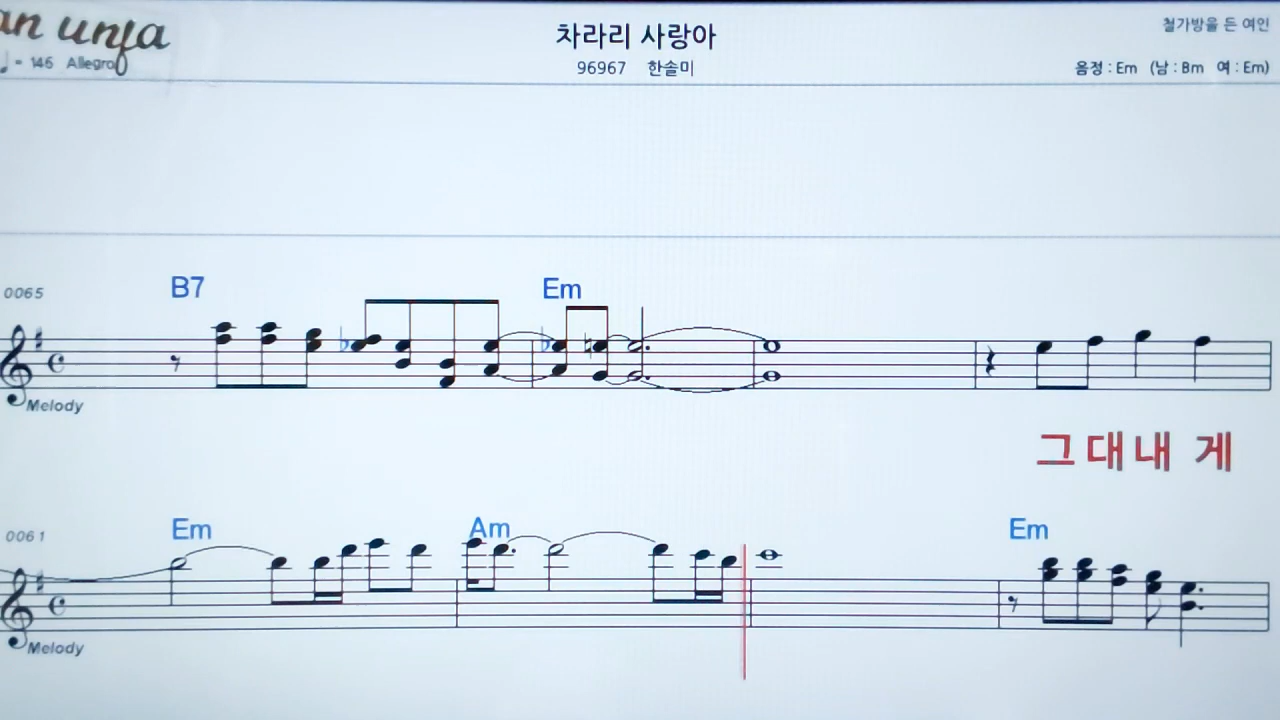 an unfa
차라리 사랑아
철가방을 든 여인
♩ = 146 Allegro
96967 한솔미
음정 : Em (남 : Bm 여 : Em)
B7 Em
0065
Melody
그 대 내 게
Em Am Em
0061
Melody